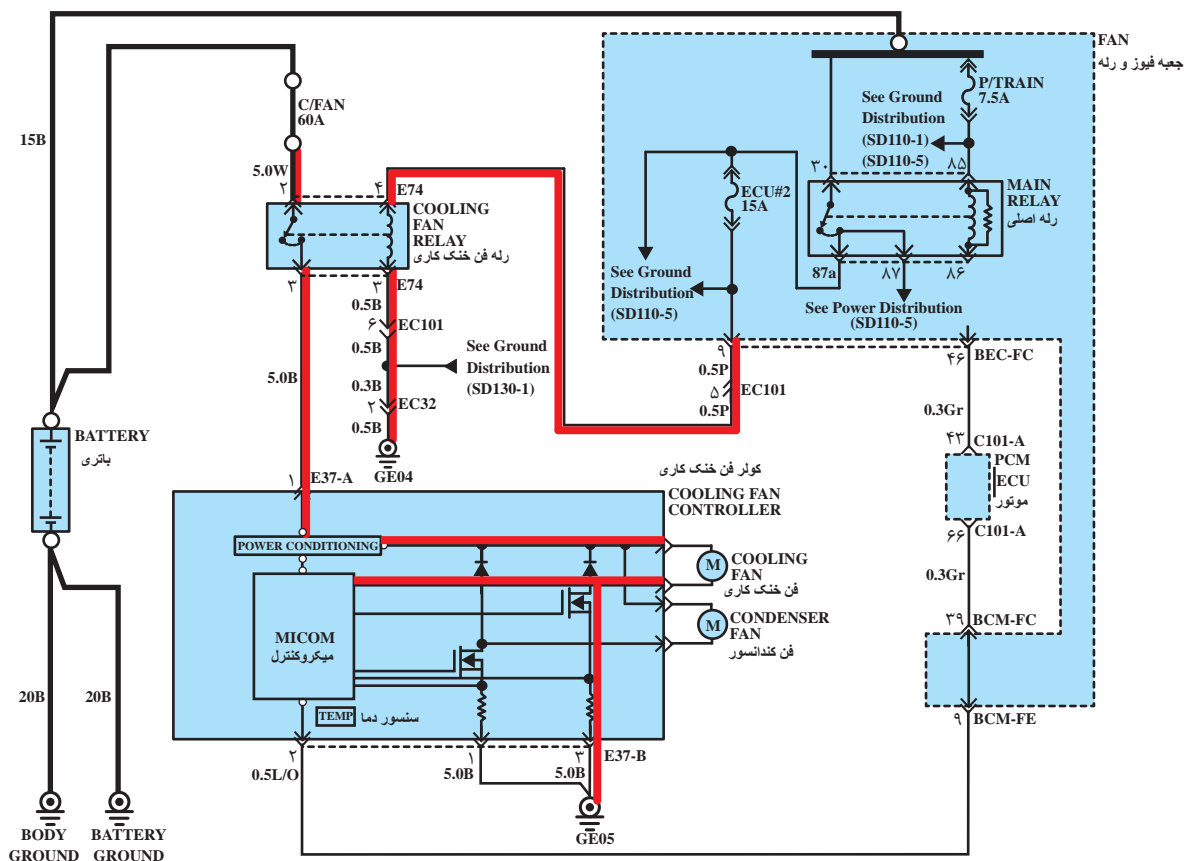 FAN
جعبه فیوز و رله
C/FAN
60A
P/TRAIN
7.5A
See Ground
Distribution
(SD110-1)
(SD110-5)
15B
5.0W
۲
۴
E74
۳۰
۸۵
COOLING
FAN
RELAY
رله فن خنک کاری
ECU#2
15A
MAIN
RELAY
رله اصلی
۳
۳
E74
87a
۸۷
۸۶
See Ground
Distribution
(SD110-5)
See Power Distribution
(SD110-5)
0.5B
۶
EC101
0.5B
See Ground
Distribution
(SD130-1)
0.3B
۲
EC32
0.5B
GE04
5.0B
۹
0.5P
۵
EC101
0.5P
۴۶
BEC-FC
0.3Gr
۴۳
C101-A
PCM
ECU
موتور
۶۶
C101-A
0.3Gr
BATTERY
باتری
۱
E37-A
کولر فن خنک کاری
COOLING FAN
CONTROLLER
POWER CONDITIONING
M
COOLING
FAN
فن خنک کاری
M
CONDENSER
FAN
فن کندانسور
MICOM
میکروکنترل
TEMP
سنسور دما
۳۹
BCM-FC
۹
BCM-FE
20B
20B
۲
0.5L/O
۱
5.0B
۳
5.0B
E37-B
GE05
BODY
GROUND
BATTERY
GROUND